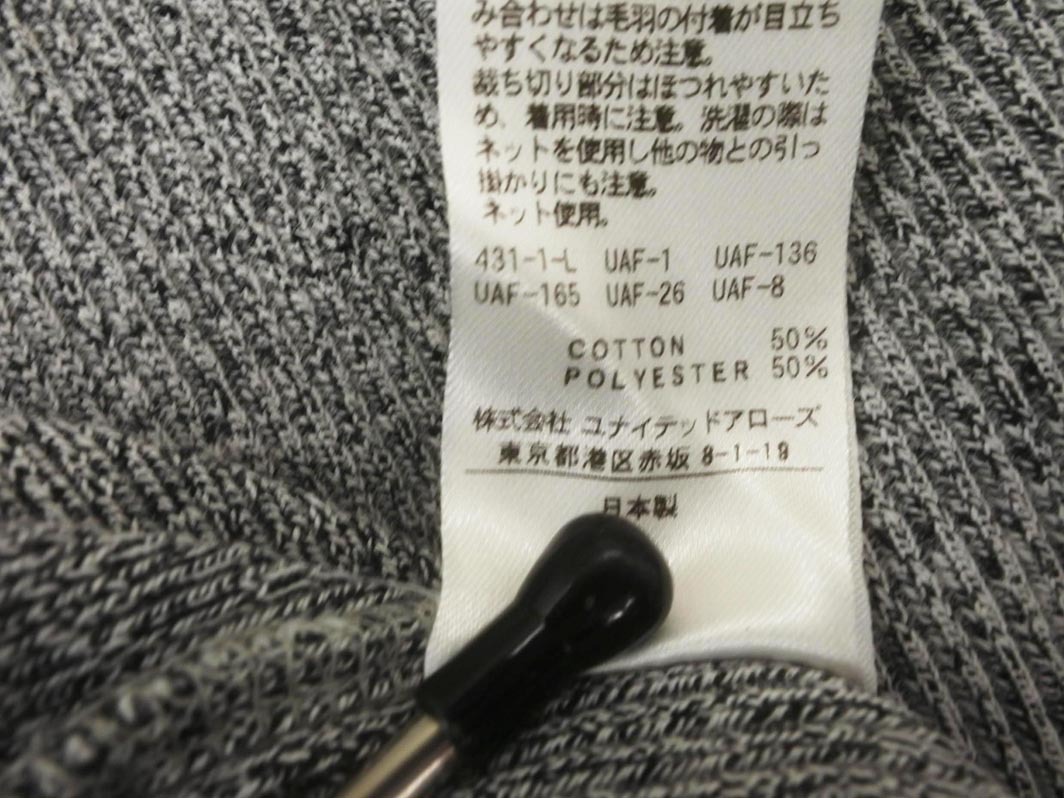 み合わせは毛羽の付着が目立ち
やすくなるため注意。
裁ち切り部分はほつれやすいた
め、着用時に注意。洗濯の際は
ネットを使用し他の物との引っ
掛かりにも注意。
ネット使用。
431-1-L UAF-1 UAF-136
UAF-165 UAF-26 UAF-8
COTTON 50%
POLYESTER 50%
株式会社 ユナイテッドアローズ
東京都港区赤坂 8-1-19
日本製